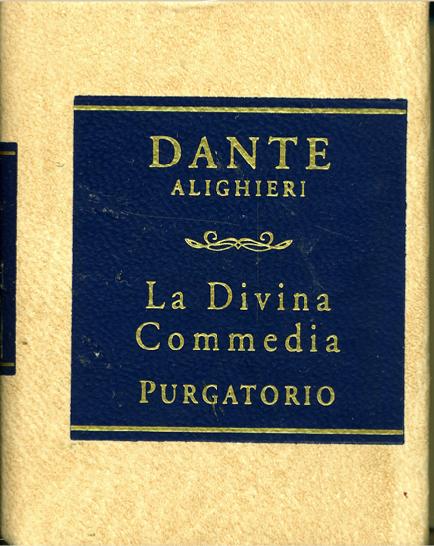 DANTE
ALIGHIERI
La Divina
Commedia
PURGATORIO